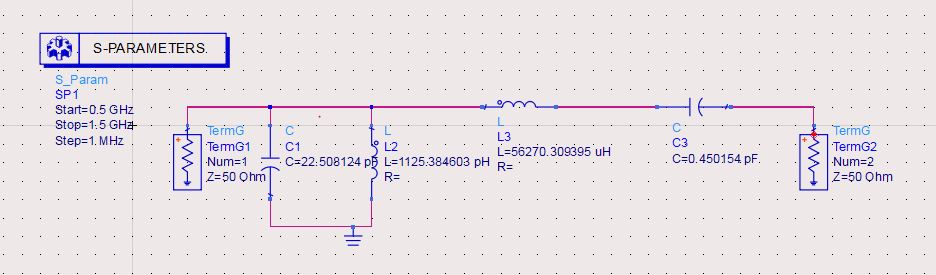 S-PARAMETERS
S_Param
SP1
Start=0.5 GHz
Stop=1.5 GHz
Step=1 MHz
TermG
TermG1
Num=1
Z=50 Ohm
C
C1
C=22.508124 pF
L
L2
L=1125.384603 pH
R=
L
L3
L=56270.309395 uH
R=
C
C3
C=0.450154 pF
TermG
TermG2
Num=2
Z=50 Ohm